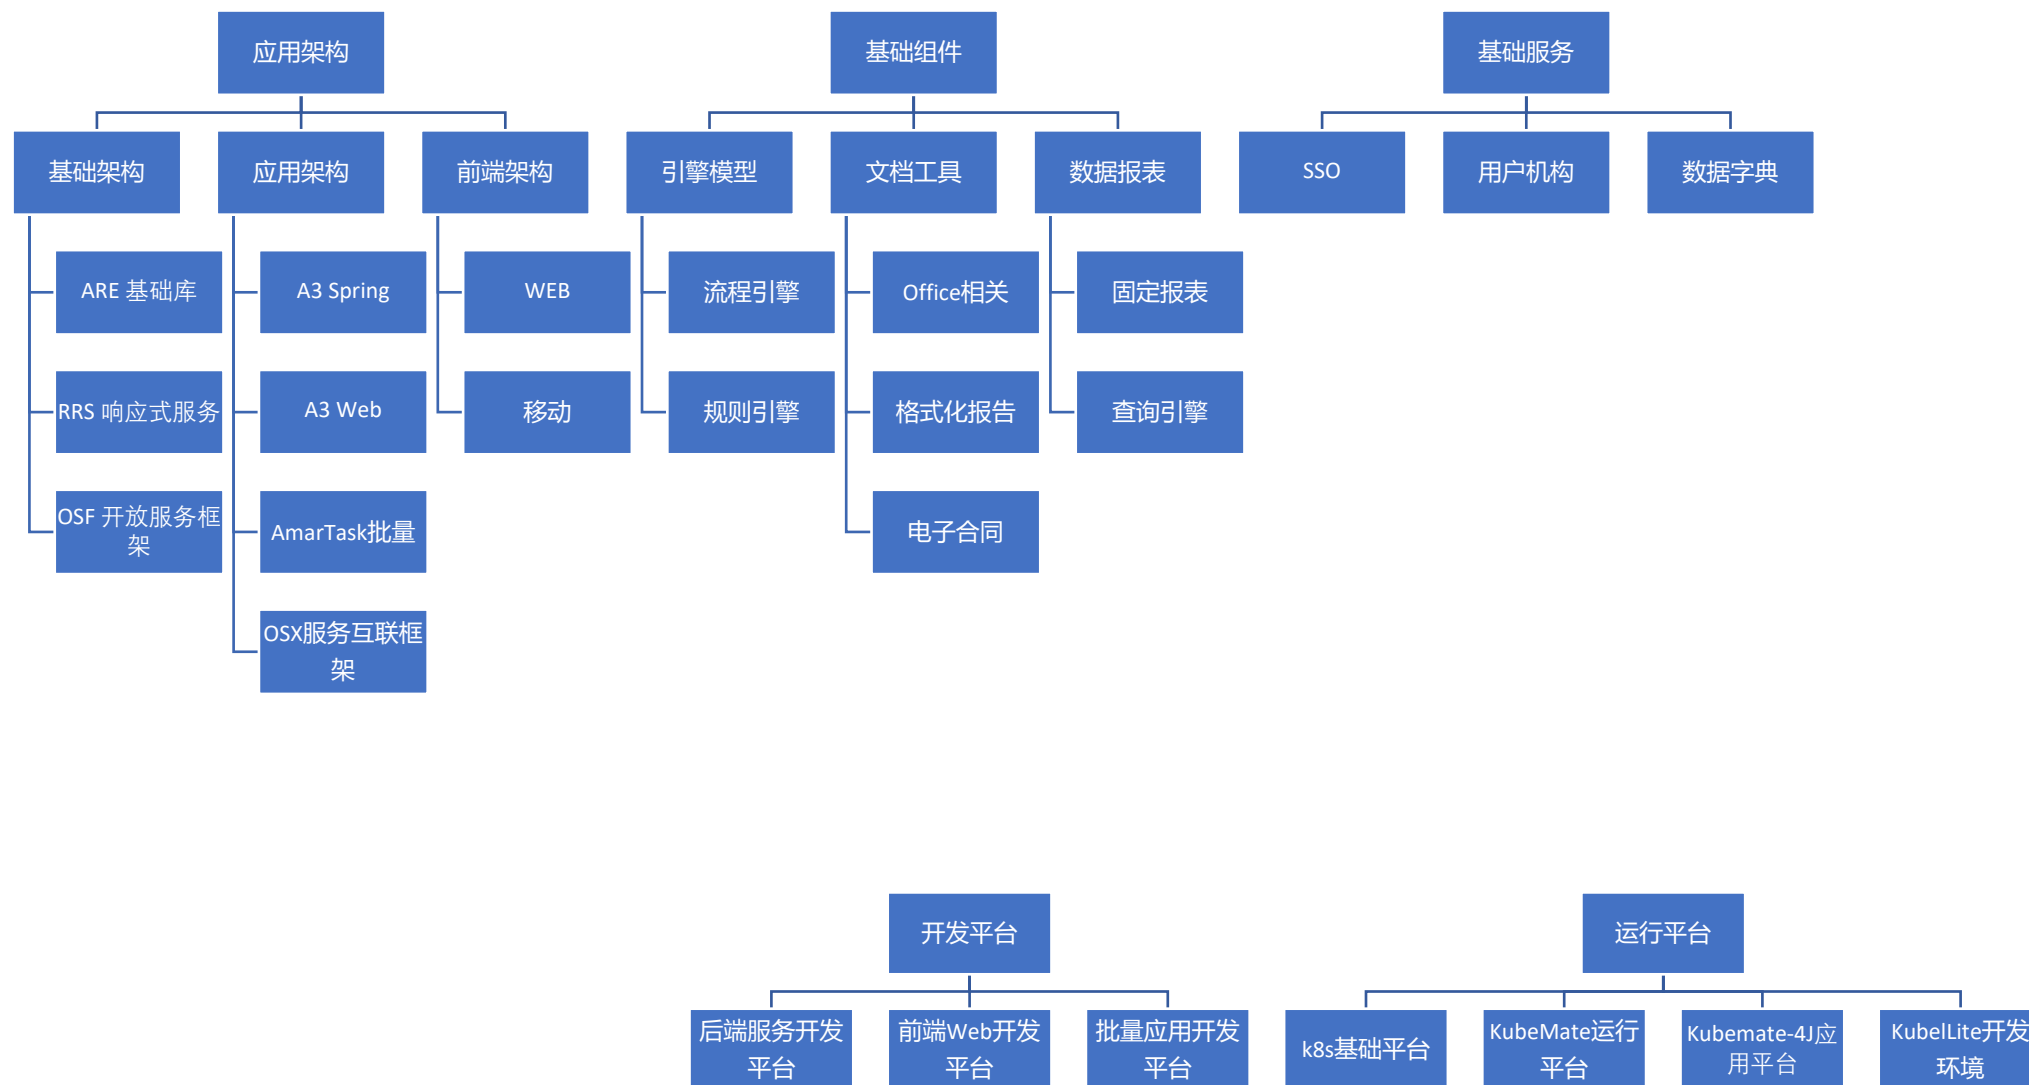 应用架构
基础组件
基础服务
基础架构
应用架构
前端架构
引擎模型
文档工具
数据报表
SSO
用户机构
数据字典
ARE 基础库
A3 Spring
WEB
流程引擎
Office相关
固定报表
RRS 响应式服务
A3 Web
移动
规则引擎
格式化报告
查询引擎
OSF 开放服务框
架
AmarTask批量
电子合同
OSX服务互联框
架
开发平台
运行平台
后端服务开发
平台
前端Web开发
平台
批量应用开发
平台
k8s基础平台
KubeMate运行
平台
Kubemate-4J应
用平台
KubelLite开发
环境